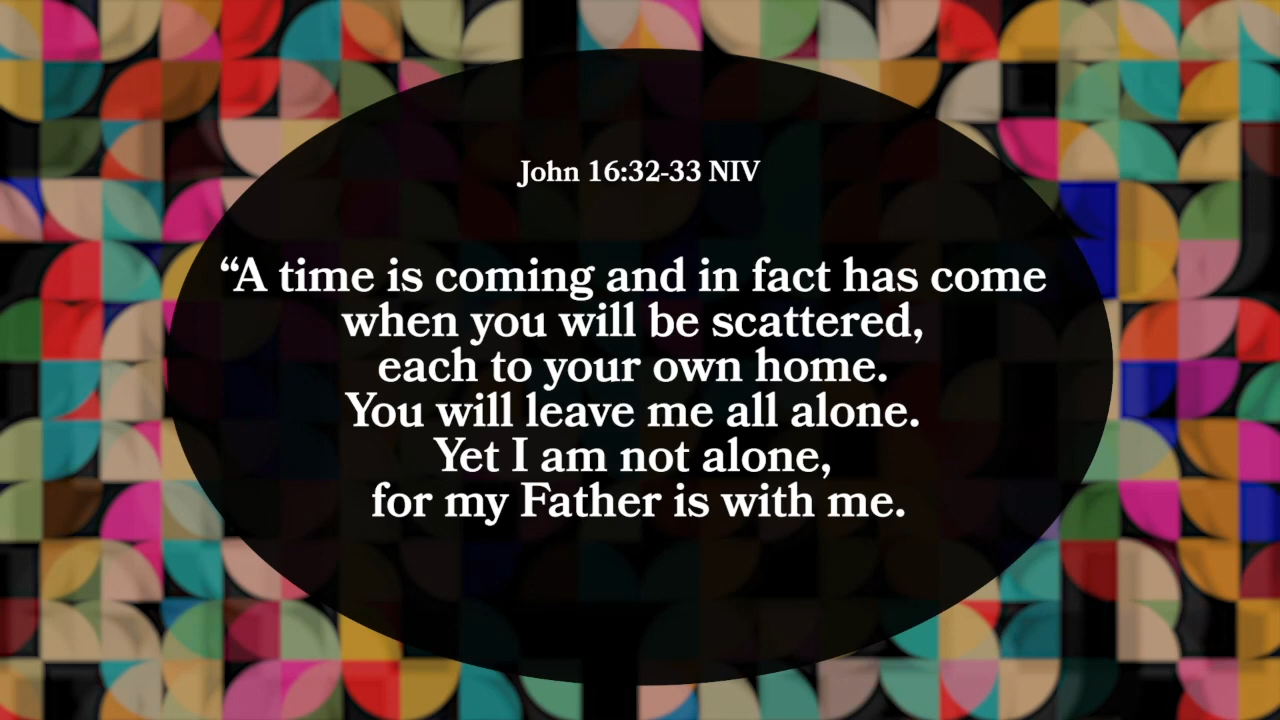 John 16:32-33 NIV
“A time is coming and in fact has come
when you will be scattered,
each to your own home.
You will leave me all alone.
Yet I am not alone,
for my Father is with me.